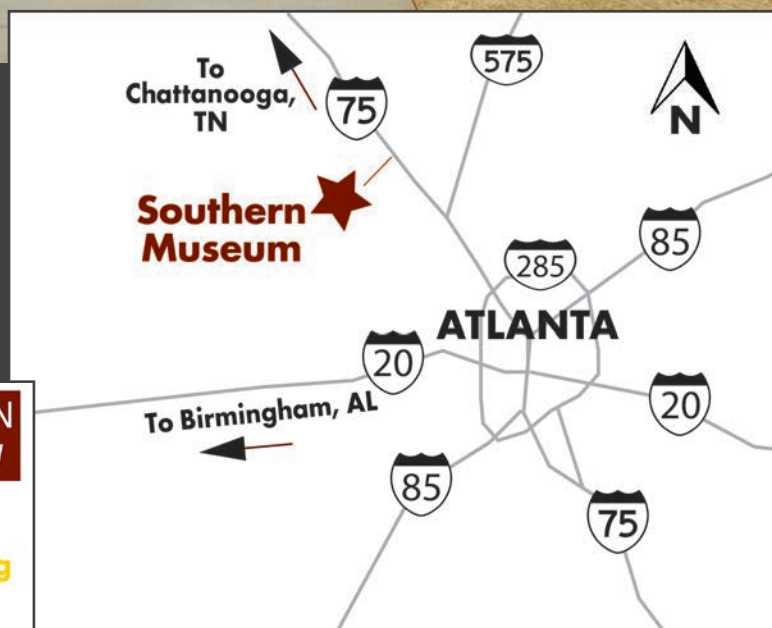 To
Chattanooga,
TN
75
575
N
Southern
Museum
85
285
ATLANTA
20
To Birmingham, AL
20
85
75
N